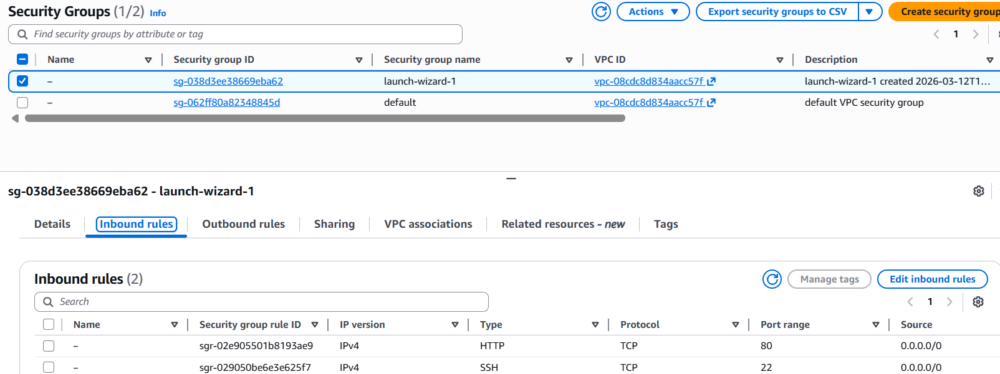 Security Groups (1/2) Info
Actions
Export security groups to CSV
Create security group
Find security groups by attribute or tag
1
Name
Security group ID
Security group name
VPC ID
Description
–
sg-038d3ee38669eba62
launch-wizard-1
vpc-08cdc8d834aacc57f
launch-wizard-1 created 2026-03-12T1...
–
sg-062ff80a82348845d
default
vpc-08cdc8d834aacc57f
default VPC security group
sg-038d3ee38669eba62 - launch-wizard-1
Details
Inbound rules
Outbound rules
Sharing
VPC associations
Related resources - new
Tags
Inbound rules (2)
Manage tags
Edit inbound rules
Search
1
Name
Security group rule ID
IP version
Type
Protocol
Port range
Source
–
sgr-02e905501b8193ae9
IPv4
HTTP
TCP
80
0.0.0.0/0
–
sgr-029050be6e3e625f7
IPv4
SSH
TCP
22
0.0.0.0/0